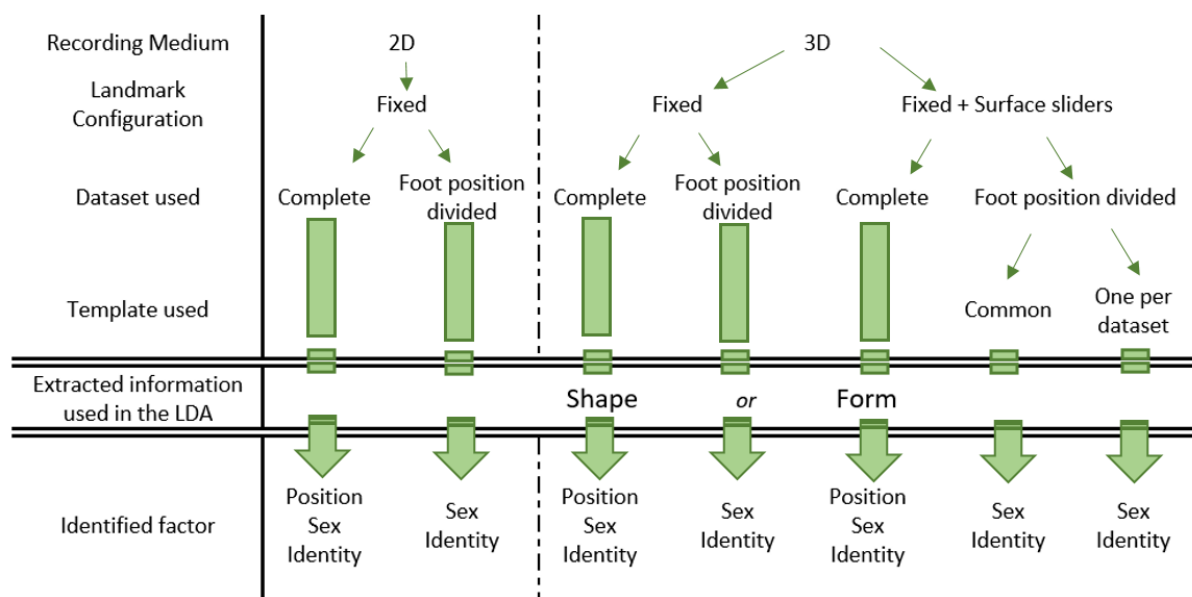 Recording Medium
2D
3D
Landmark
Configuration
Fixed
Fixed
Fixed + Surface sliders
Dataset used
Complete
Foot position
divided
Complete
Foot position
divided
Complete
Foot position divided
Template used
Common
One per
dataset
Extracted information
used in the LDA
Shape
or
Form
Identified factor
Position
Sex
Identity
Sex
Identity
Position
Sex
Identity
Sex
Identity
Position
Sex
Identity
Sex
Identity
Sex
Identity